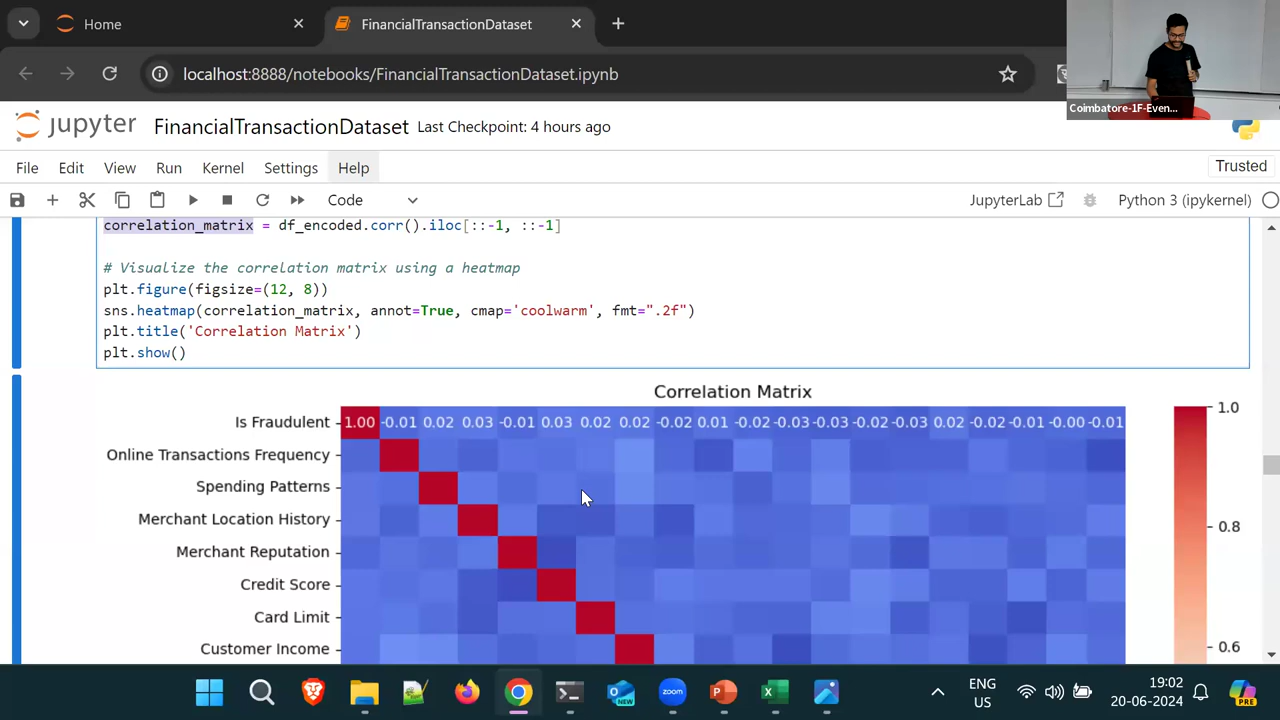 Home
FinancialTransactionDataset
localhost:8888/notebooks/FinancialTransactionDataset.ipynb
Coimbatore-1F-Even...
jupyter FinancialTransactionDataset Last Checkpoint: 4 hours ago
File Edit View Run Kernel Settings Help Trusted
Code JupyterLab Python 3 (ipykernel)
correlation_matrix = df_encoded.corr().iloc[::-1, ::-1]
# Visualize the correlation matrix using a heatmap
plt.figure(figsize=(12, 8))
sns.heatmap(correlation_matrix, annot=True, cmap='coolwarm', fmt=".2f")
plt.title('Correlation Matrix')
plt.show()
Correlation Matrix
Is Fraudulent 1.00 -0.01 0.02 0.03 -0.01 0.03 0.02 0.02 -0.02 0.01 -0.02 -0.03 -0.03 -0.02 -0.03 0.02 -0.02 -0.01 -0.00 -0.01 1.0
Online Transactions Frequency
Spending Patterns
Merchant Location History 0.8
Merchant Reputation
Credit Score
Card Limit
Customer Income 0.6
ENG
US
19:02
20-06-2024
NEW
zoom
PRE